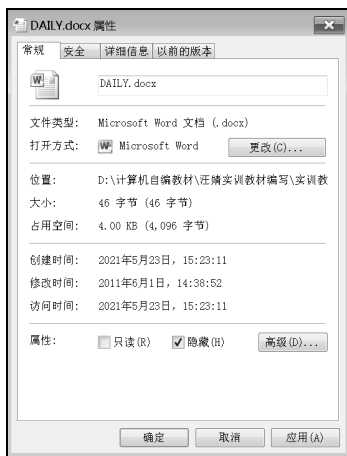 DAILY.docx 属性
常规 安全 详细信息 以前的版本
DAILY.docx
文件类型: Microsoft Word 文档 (.docx)
打开方式: Microsoft Word 更改(C)...
位置: D:\计算机自编教材\汪婧实训教材编写\实训教
大小: 46 字节 (46 字节)
占用空间: 4.00 KB (4,096 字节)
创建时间: 2021年5月23日, 15:23:11
修改时间: 2011年6月1日, 14:38:52
访问时间: 2021年5月23日, 15:23:11
属性: 只读(R) 隐藏(H) 高级(D)...
确定 取消 应用(A)